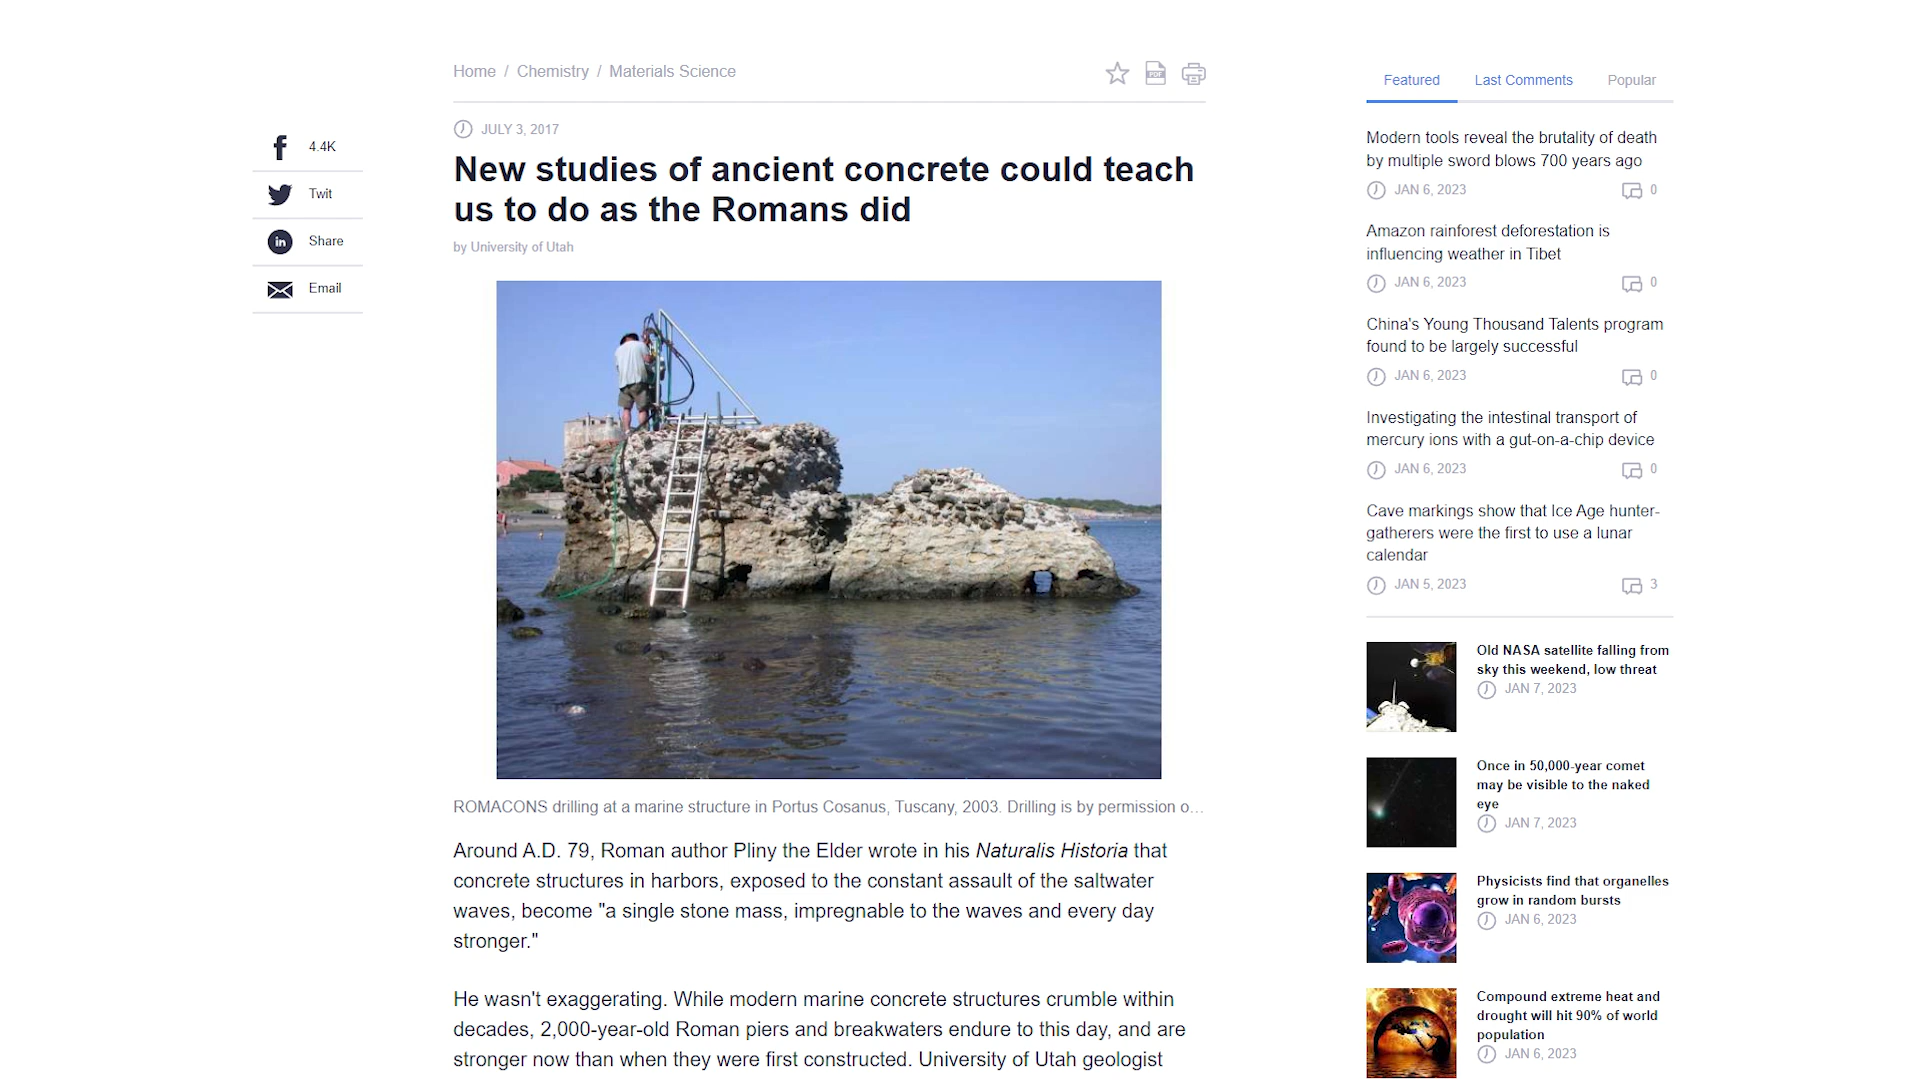 Home / Chemistry / Materials Science
PDF
JULY 3, 2017
New studies of ancient concrete could teach
us to do as the Romans did
by University of Utah
4.4K
Twit
in
Share
Email
ROMACONS drilling at a marine structure in Portus Cosanus, Tuscany, 2003. Drilling is by permission o...
Around A.D. 79, Roman author Pliny the Elder wrote in his Naturalis Historia that
concrete structures in harbors, exposed to the constant assault of the saltwater
waves, become "a single stone mass, impregnable to the waves and every day
stronger."
He wasn't exaggerating. While modern marine concrete structures crumble within
decades, 2,000-year-old Roman piers and breakwaters endure to this day, and are
stronger now than when they were first constructed. University of Utah geologist
Featured Last Comments Popular
Modern tools reveal the brutality of death
by multiple sword blows 700 years ago
JAN 6, 2023 0
Amazon rainforest deforestation is
influencing weather in Tibet
JAN 6, 2023 0
China's Young Thousand Talents program
found to be largely successful
JAN 6, 2023 0
Investigating the intestinal transport of
mercury ions with a gut-on-a-chip device
JAN 6, 2023 0
Cave markings show that Ice Age hunter-
gatherers were the first to use a lunar
calendar
JAN 5, 2023 3
Old NASA satellite falling from
sky this weekend, low threat
JAN 7, 2023
Once in 50,000-year comet
may be visible to the naked
eye
JAN 7, 2023
Physicists find that organelles
grow in random bursts
JAN 6, 2023
Compound extreme heat and
drought will hit 90% of world
population
JAN 6, 2023